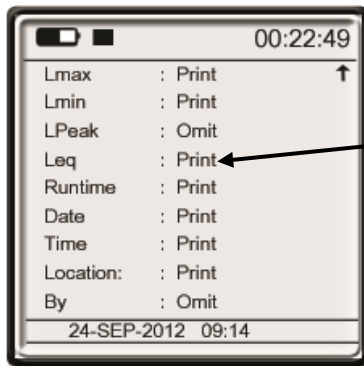 00:22:49
Lmax : Print
Lmin : Print
LPeak : Omit
Leq : Print
Runtime : Print
Date : Print
Time : Print
Location: : Print
By : Omit
24-SEP-2012 09:14